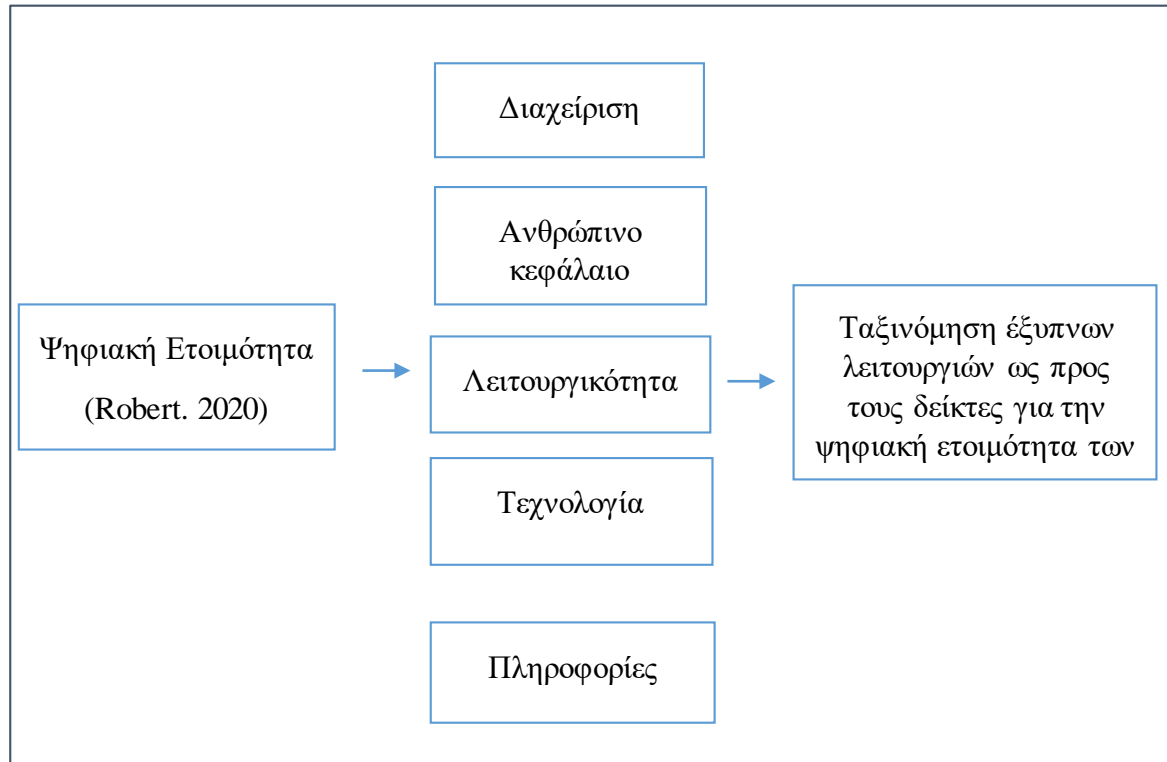 Ψηφιακή Ετοιμότητα
(Robert. 2020)
Διαχείριση
Ανθρώπινο
κεφάλαιο
Λειτουργικότητα
Τεχνολογία
Πληροφορίες
Ταξινόμηση έξυπνων
λειτουργιών ως προς
τους δείκτες για την
ψηφιακή ετοιμότητα των